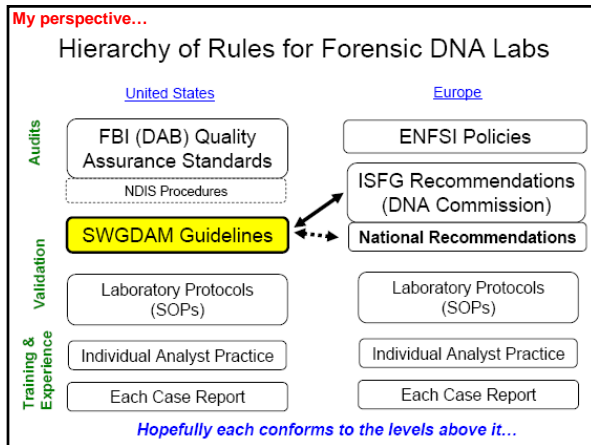 My perspective…
Hierarchy of Rules for Forensic DNA Labs
United States
Europe
Audits
FBI (DAB) Quality
Assurance Standards
NDIS Procedures
SWGDAM Guidelines
ENFSI Policies
ISFG Recommendations
(DNA Commission)
National Recommendations
Validation
Laboratory Protocols
(SOPs)
Laboratory Protocols
(SOPs)
Training &
Experience
Individual Analyst Practice
Individual Analyst Practice
Each Case Report
Each Case Report
Hopefully each conforms to the levels above it…